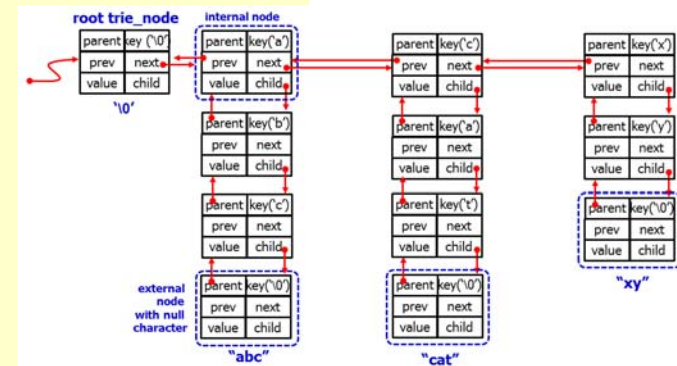 root trie_node
internal node
parent key ('\0'
prev next
value child
'\0'
parent key('a')
prev next
value child
parent key('c')
prev next
value child
parent key('x')
prev next
value child
parent key('b')
prev next
value child
parent key('a')
prev next
value child
parent key('y')
prev next
value child
parent key('c')
prev next
value child
parent key('t')
prev next
value child
parent key('\0')
prev next
value child
"xy"
external
node
with null
character
parent key('\0')
prev next
value child
"abc"
parent key('\0')
prev next
value child
"cat"